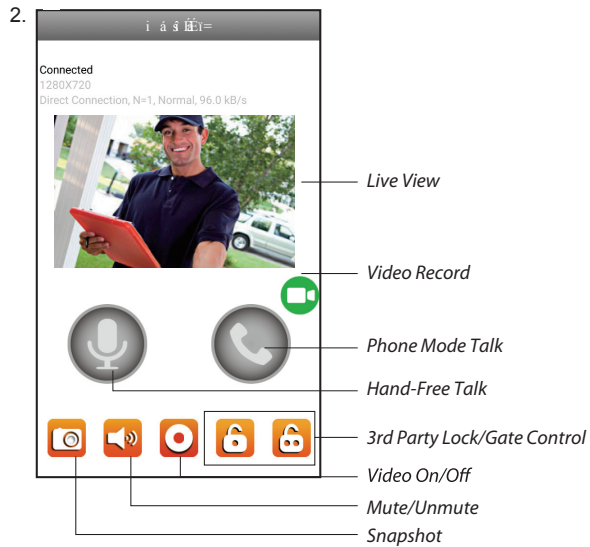 2.
Connected
1280X720
Direct Connection, N=1, Normal, 96.0 kB/s
Live View
Video Record
Phone Mode Talk
Hand-Free Talk
3rd Party Lock/Gate Control
Video On/Off
Mute/Unmute
Snapshot